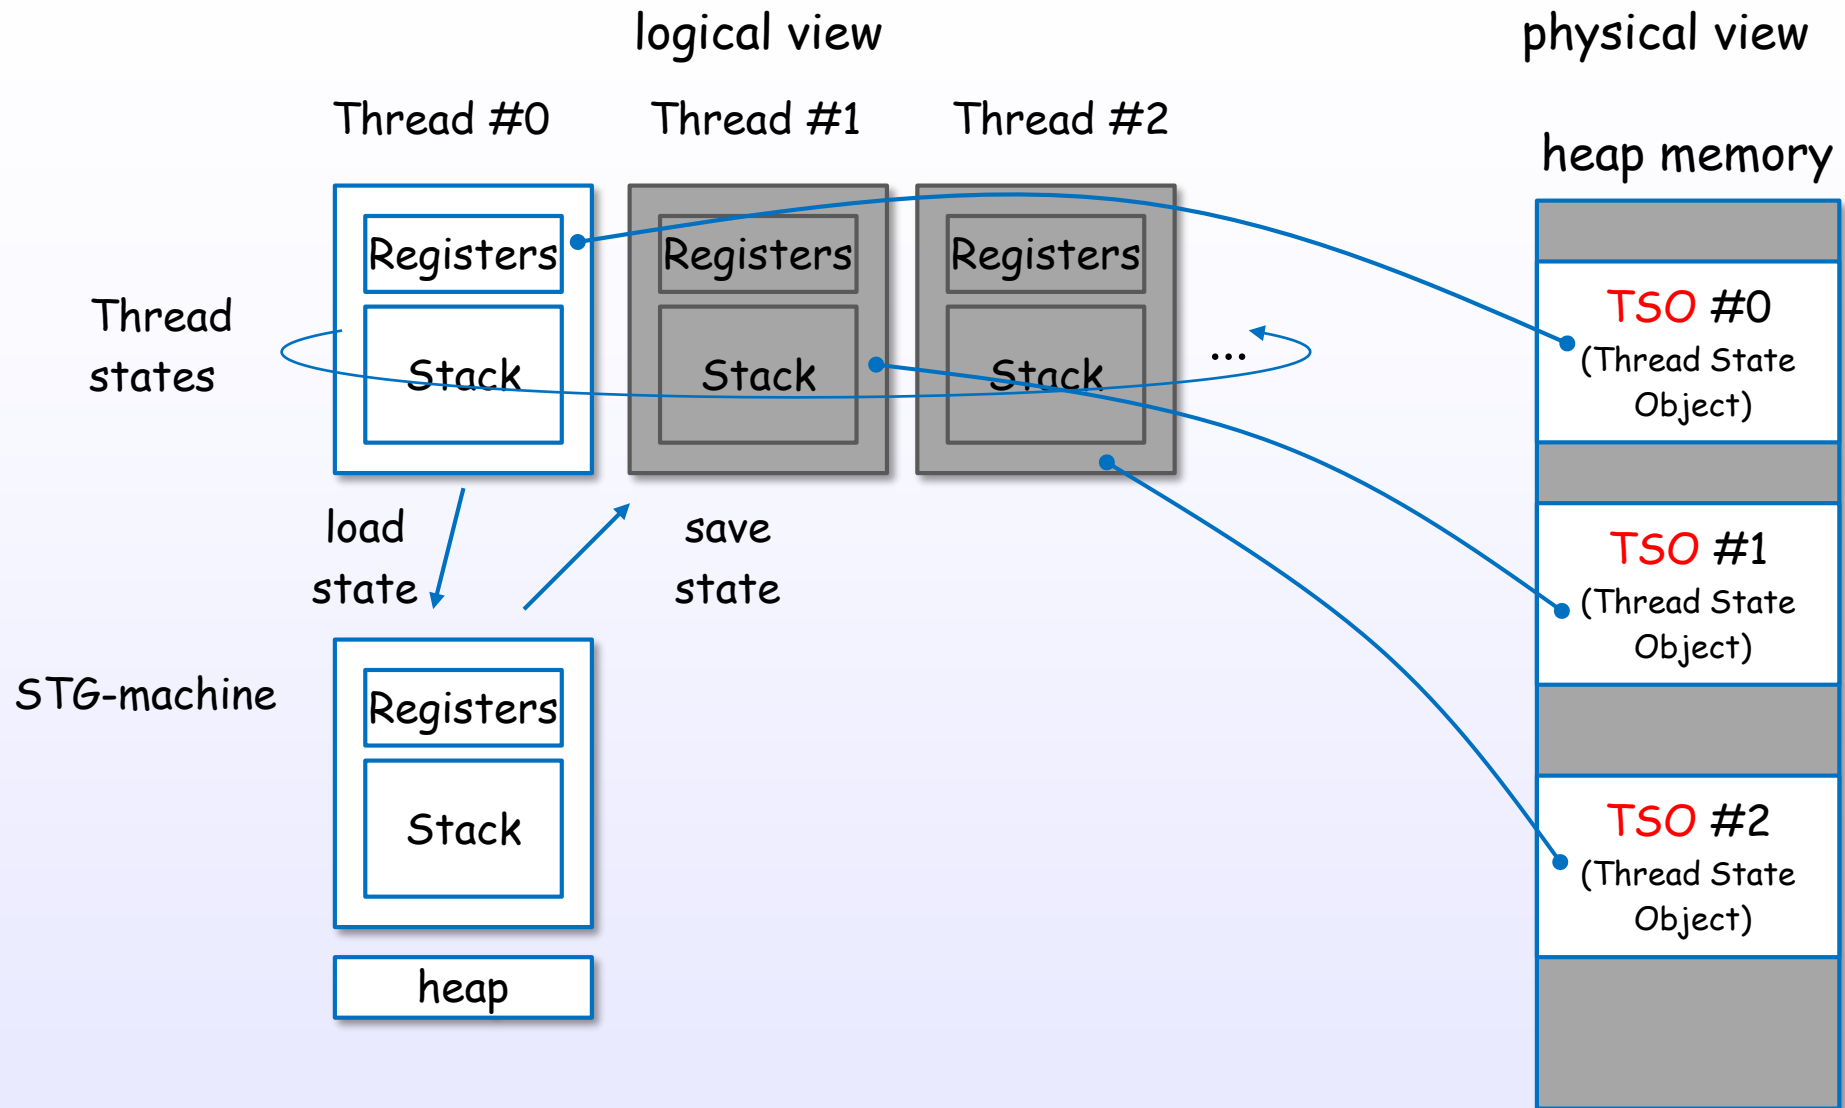 logical view
physical view
Thread #0
Thread #1
Thread #2
heap memory
Registers
Registers
Registers
Thread
states
Stack
Stack
Stack
...
TSO #0
(Thread State
Object)
load
state
save
state
TSO #1
(Thread State
Object)
STG-machine
Registers
Stack
TSO #2
(Thread State
Object)
heap